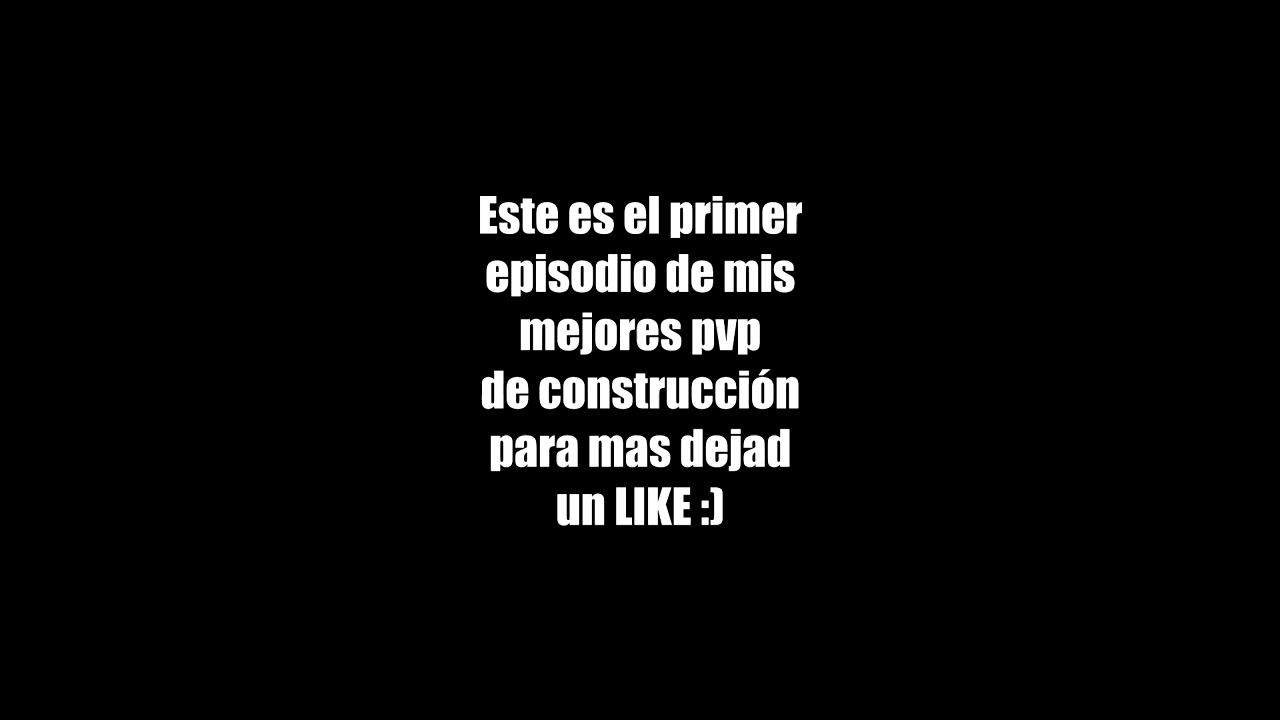 Este es el primer
episodio de mis
mejores pvp
de construcción
para mas dejad
un LIKE :)